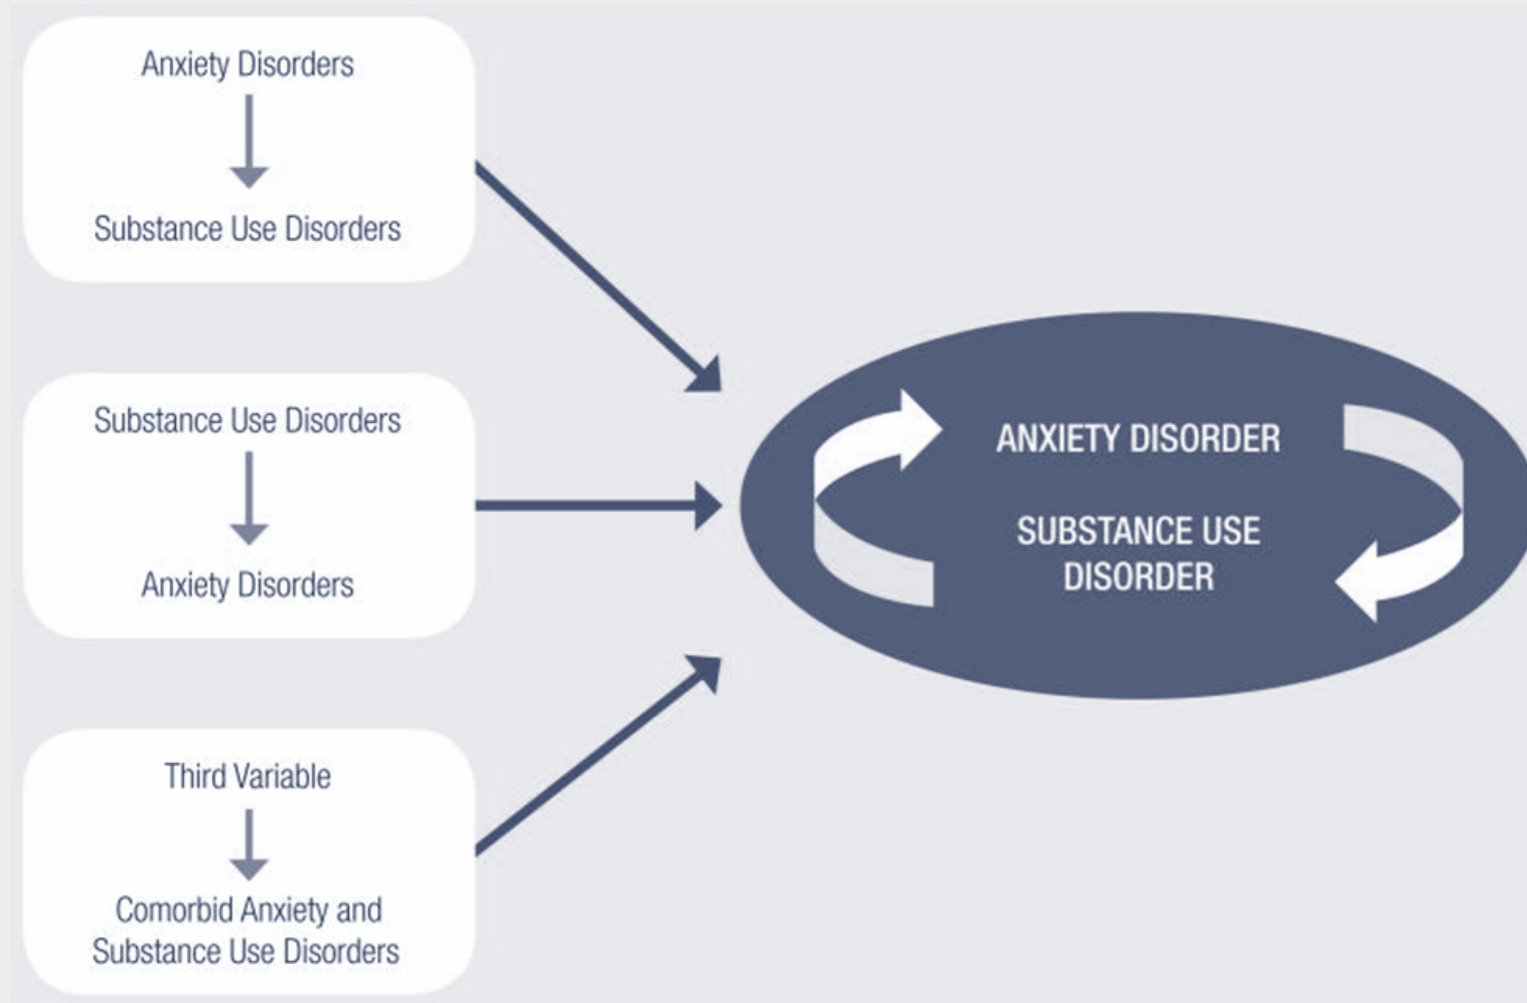 Anxiety Disorders
Substance Use Disorders
Substance Use Disorders
Anxiety Disorders
Third Variable
Comorbid Anxiety and
Substance Use Disorders
ANXIETY DISORDER
SUBSTANCE USE
DISORDER